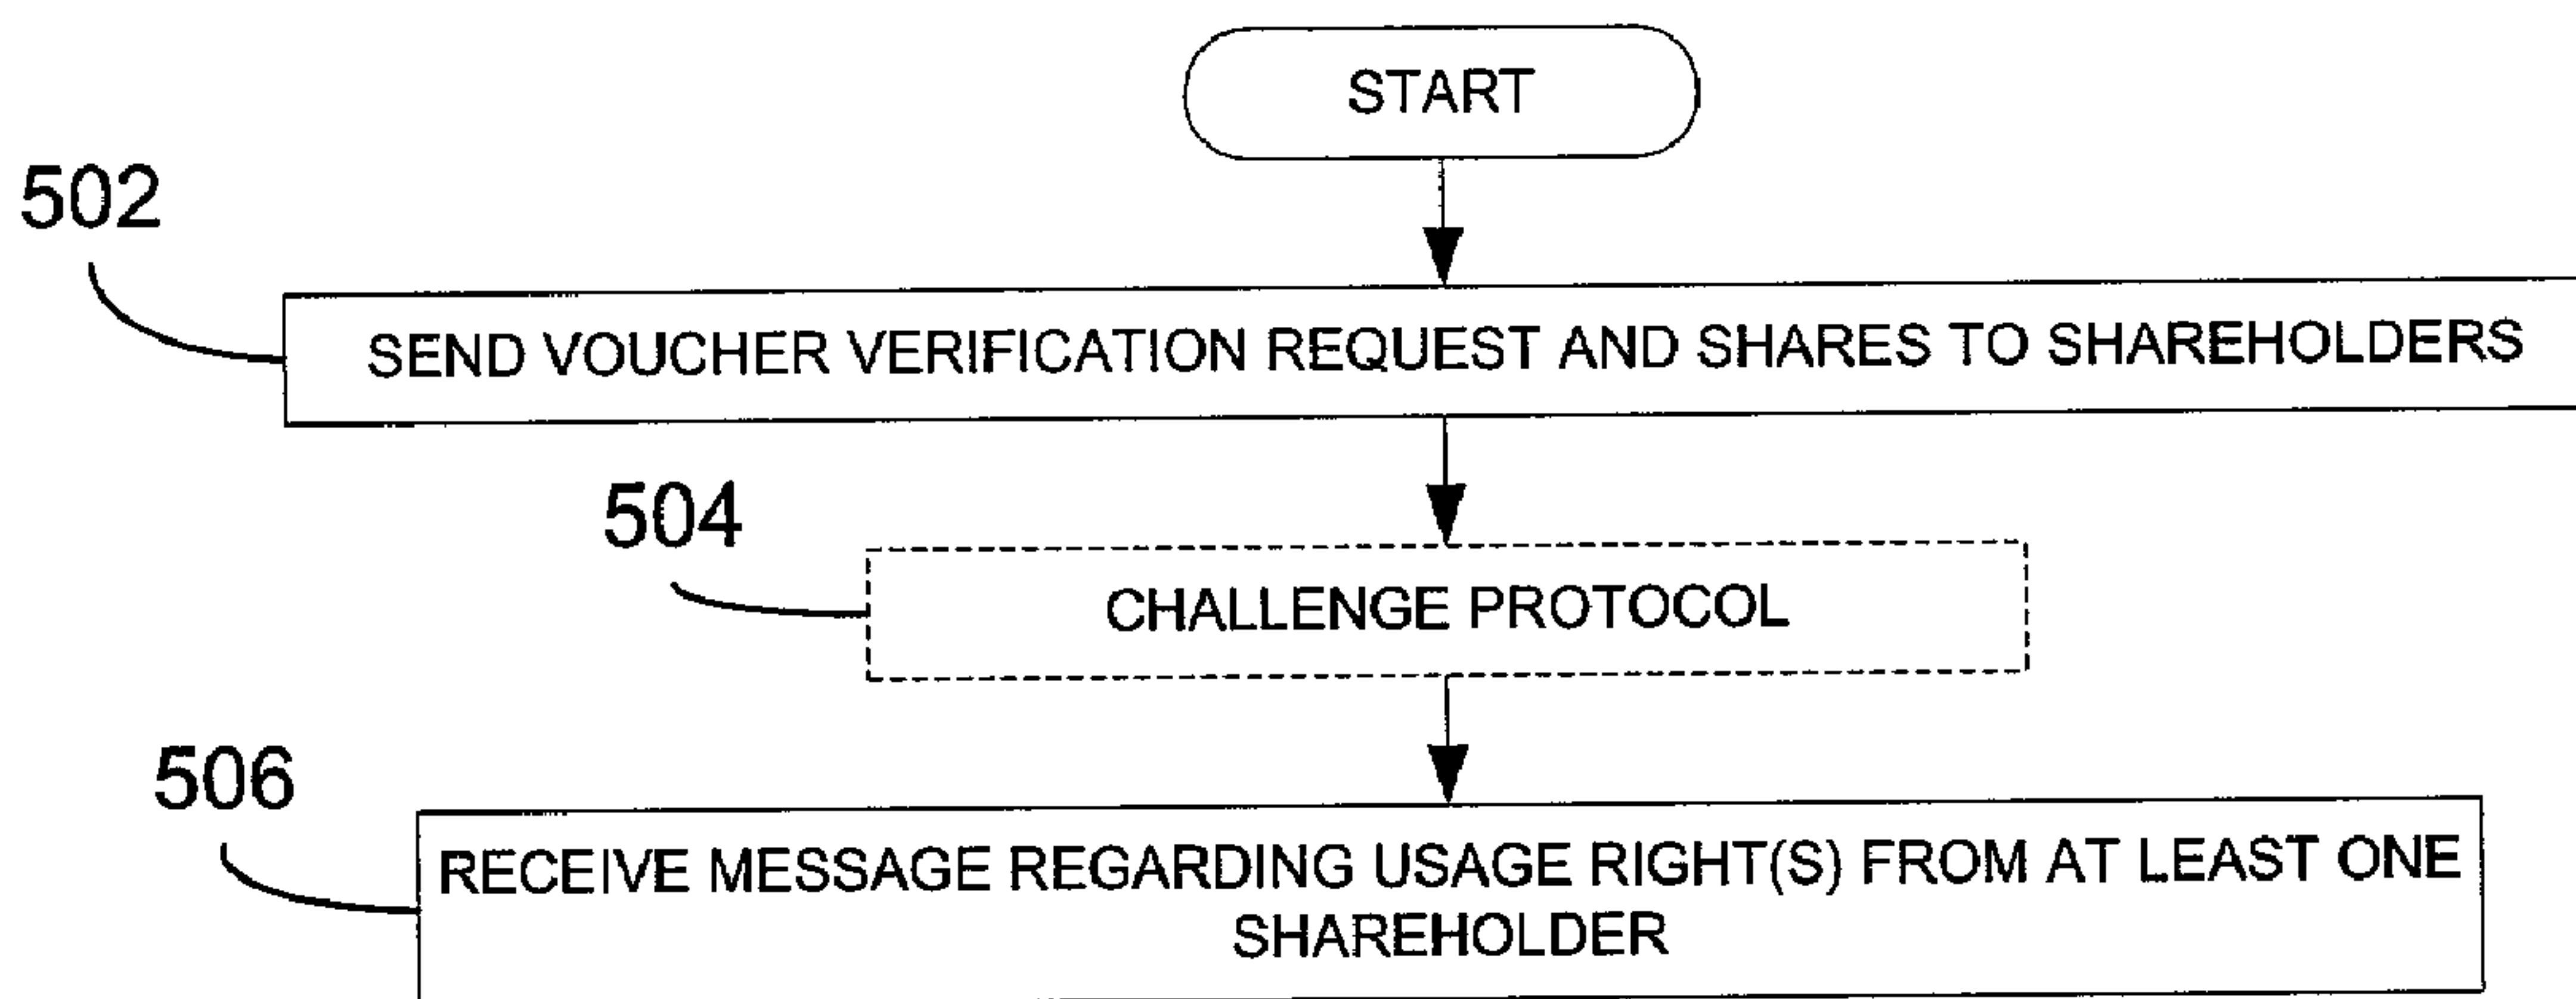 START
502
SEND VOUCHER VERIFICATION REQUEST AND SHARES TO SHAREHOLDERS
504
CHALLENGE PROTOCOL
506
RECEIVE MESSAGE REGARDING USAGE RIGHT(S) FROM AT LEAST ONE
SHAREHOLDER